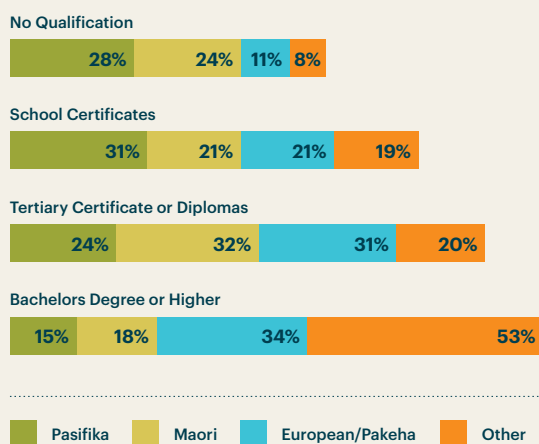 No Qualification
28% 24% 11% 8%
School Certificates
31% 21% 21% 19%
Tertiary Certificate or Diplomas
24% 32% 31% 20%
Bachelors Degree or Higher
15% 18% 34% 53%
Pasifika Maori European/Pakeha Other